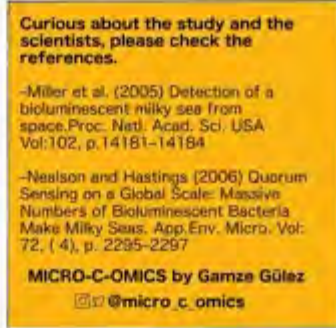 Curious about the study and the
scientists, please check the
references.
-Miller et al. (2005) Detection of a
bioluminescent milky sea from
space.Proc. Natl. Acad. Sci. USA
Vol:102, p.14181-14184
-Nealson and Hastings (2006) Quorum
Sensing on a Global Scale: Massive
Numbers of Bioluminescent Bacteria
Make Milky Seas. App.Env. Micro. Vol:
72, ( 4), p. 2295-2297
MICRO-C-OMICS by Gamze Gülez
@micro_c_omics